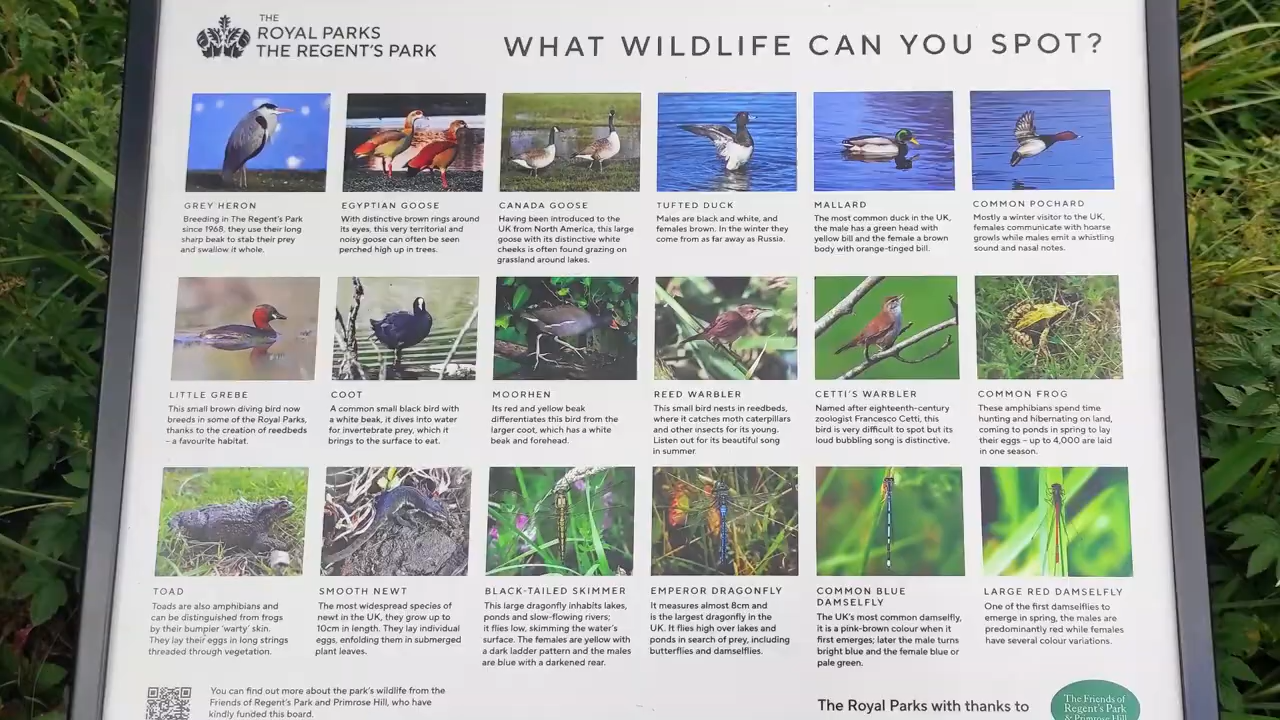 THE
ROYAL PARKS
THE REGENT'S PARK
WHAT WILDLIFE CAN YOU SPOT?
GREY HERON
Breeding in The Regent's Park
since 1968, they use their long
sharp beak to stab their prey
and swallow it whole.
EGYPTIAN GOOSE
With distinctive brown rings around
its eyes, this very territorial and
noisy goose can often be seen
perched high up in trees.
CANADA GOOSE
Having been introduced to the
UK from North America, this large
goose with its distinctive white
cheeks is often found grazing on
grassland around lakes.
TUFTED DUCK
Males are black and white, and
females brown. In the winter they
come from as far away as Russia.
MALLARD
The most common duck in the UK,
the male has a green head with
yellow bill and the female a brown
body with orange-tinged bill.
COMMON POCHARD
Mostly a winter visitor to the UK,
females communicate with hoarse
growls while males emit a whistling
sound and nasal notes.
LITTLE GREBE
This small brown diving bird now
breeds in some of the Royal Parks,
thanks to the creation of reedbeds
– a favourite habitat.
COOT
A common small black bird with
a white beak, it dives into water
for invertebrate prey, which it
brings to the surface to eat.
MOORHEN
Its red and yellow beak
differentiates this bird from the
larger coot, which has a white
beak and forehead.
REED WARBLER
This small bird nests in reedbeds,
where it catches moth caterpillars
and other insects for its young.
Listen out for its beautiful song
in summer.
CETTI'S WARBLER
Named after eighteenth-century
zoologist Francesco Cetti, this
bird is very difficult to spot but its
loud bubbling song is distinctive.
COMMON FROG
These amphibians spend time
hunting and hibernating on land,
coming to ponds in spring to lay
their eggs – up to 4,000 are laid
in one season.
TOAD
Toads are also amphibians and
can be distinguished from frogs
by their bumpier 'warty' skin.
They lay their eggs in long strings
threaded through vegetation.
SMOOTH NEWT
The most widespread species of
newt in the UK, they grow up to
10cm in length. They lay individual
eggs, enfolding them in submerged
plant leaves.
BLACK-TAILED SKIMMER
This large dragonfly inhabits lakes,
ponds and slow-flowing rivers;
it flies low, skimming the water's
surface. The females are yellow with
a dark ladder pattern and the males
are blue with a darkened rear.
EMPEROR DRAGONFLY
It measures almost 8cm and
is the largest dragonfly in the
UK. It flies high over lakes and
ponds in search of prey, including
butterflies and damselflies.
COMMON BLUE
DAMSELFLY
The UK's most common damselfly,
it is a pink-brown colour when it
first emerges; later the male turns
bright blue and the female blue or
pale green.
LARGE RED DAMSELFLY
One of the first damselflies to
emerge in spring, the males are
predominantly red while females
have several colour variations.
You can find out more about the park's wildlife from the
Friends of Regent's Park and Primrose Hill, who have
kindly funded this board.
The Royal Parks with thanks to
The Friends of
Regent's Park
& Primrose Hill